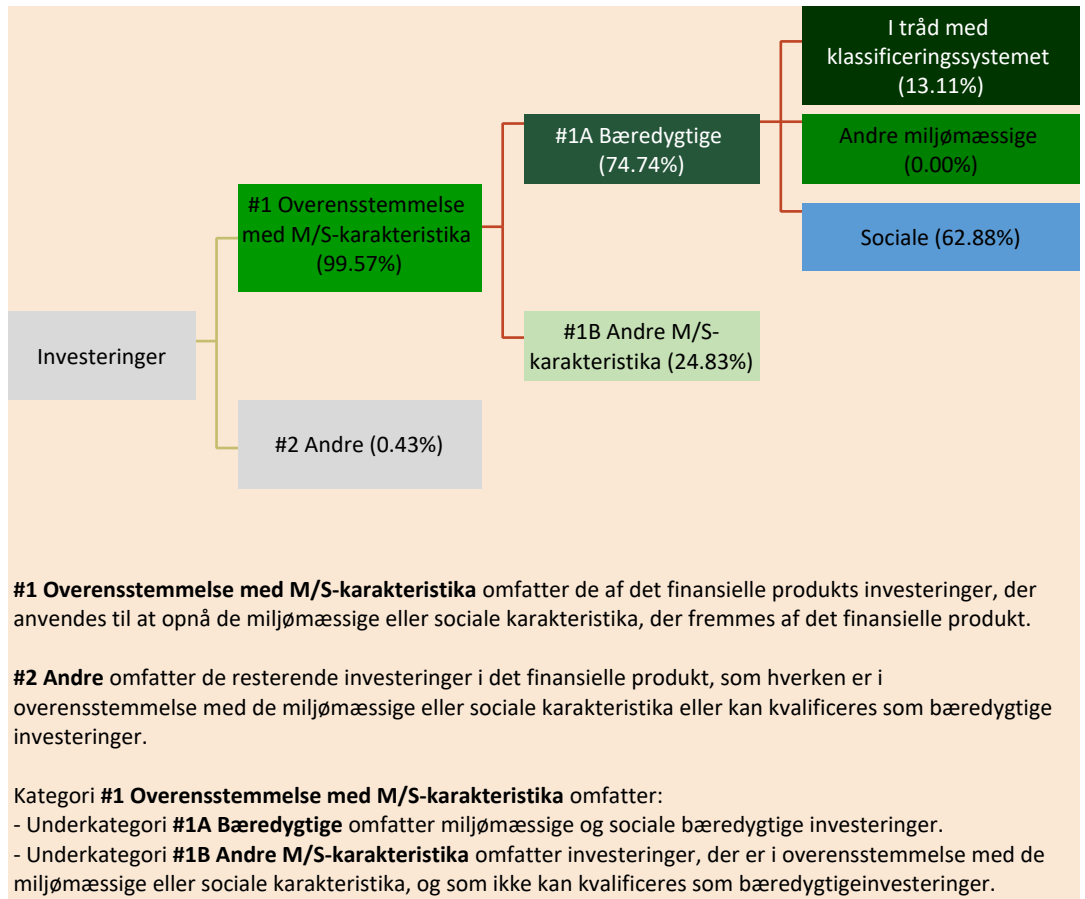 I tråd med
klassificeringssystemet
(13.11%)
#1A Bæredygtige
(74.74%)
Andre miljømæssige
(0.00%)
#1 Overensstemmelse
med M/S-karakteristika
(99.57%)
Sociale (62.88%)
Investeringer
#1B Andre M/S-
karakteristika (24.83%)
#2 Andre (0.43%)
#1 Overensstemmelse med M/S-karakteristika omfatter de af det finansielle produkts investeringer, der
anvendes til at opnå de miljømæssige eller sociale karakteristika, der fremmes af det finansielle produkt.
#2 Andre omfatter de resterende investeringer i det finansielle produkt, som hverken er i
overensstemmelse med de miljømæssige eller sociale karakteristika eller kan kvalificeres som bæredygtige
investeringer.
Kategori #1 Overensstemmelse med M/S-karakteristika omfatter:
- Underkategori #1A Bæredygtige omfatter miljømæssige og sociale bæredygtige investeringer.
- Underkategori #1B Andre M/S-karakteristika omfatter investeringer, der er i overensstemmelse med de
miljømæssige eller sociale karakteristika, og som ikke kan kvalificeres som bæredygtigeinvesteringer.